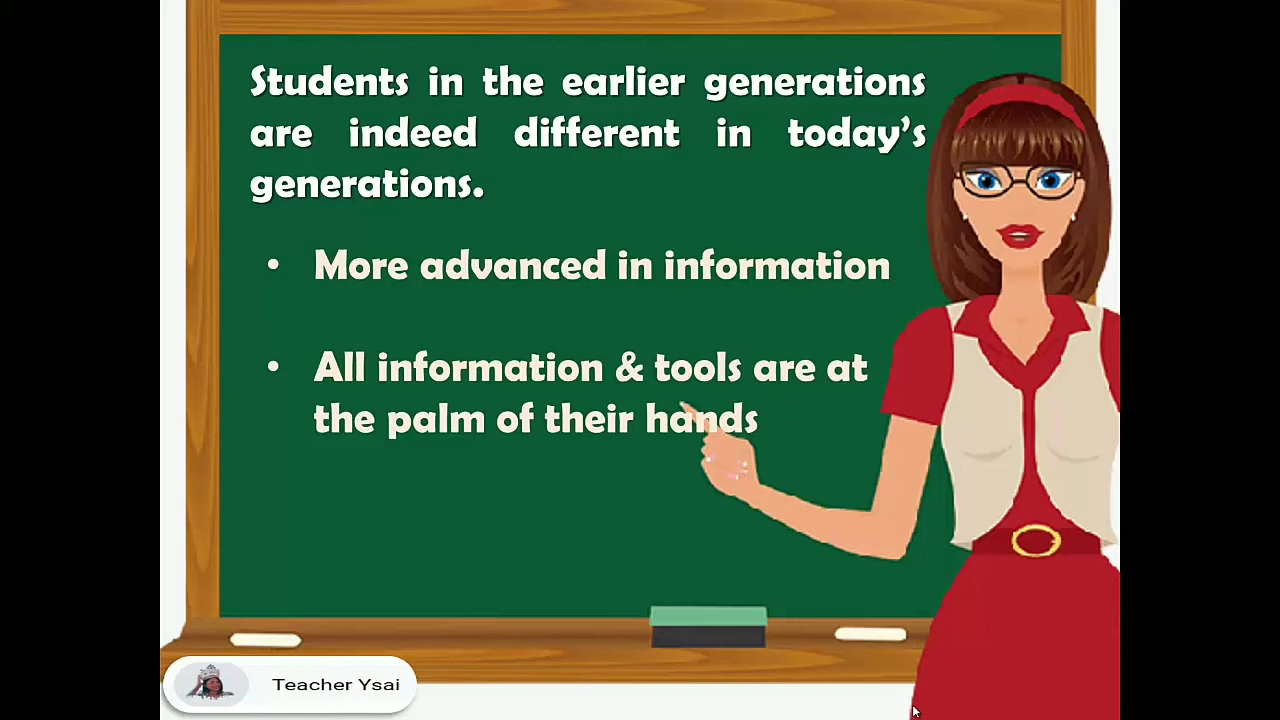 Students in the earlier generations
are indeed different in today’s
generations.
• More advanced in information
• All information & tools are at
the palm of their hands
Teacher Ysai